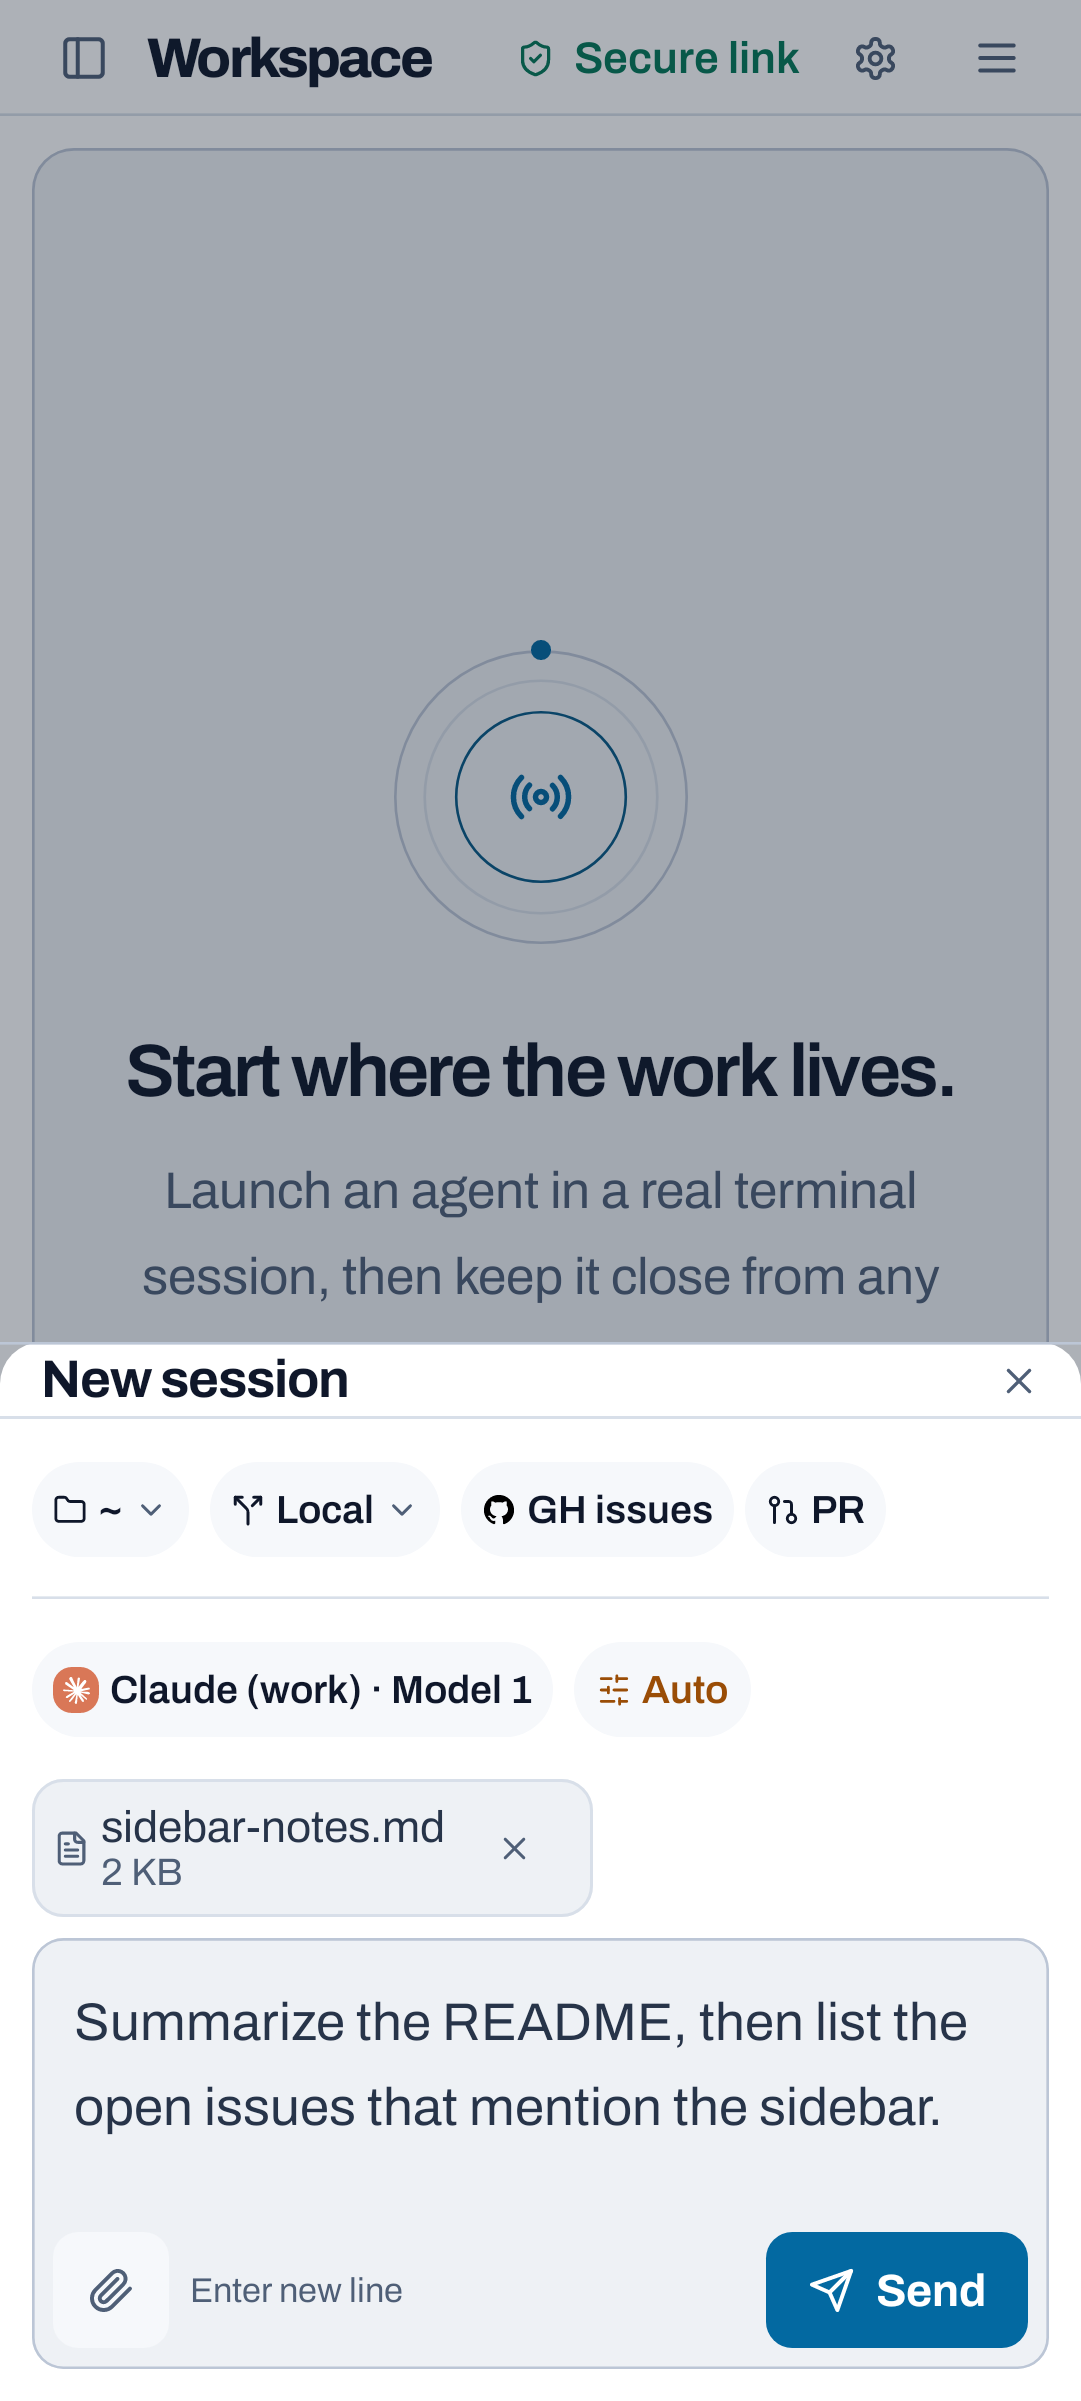 Workspace
Secure link
Start where the work lives.
Launch an agent in a real terminal
session, then keep it close from any
New session
~
Local
GH issues
PR
Claude (work) · Model 1
Auto
sidebar-notes.md
2 KB
Summarize the README, then list the
open issues that mention the sidebar.
Enter new line
Send